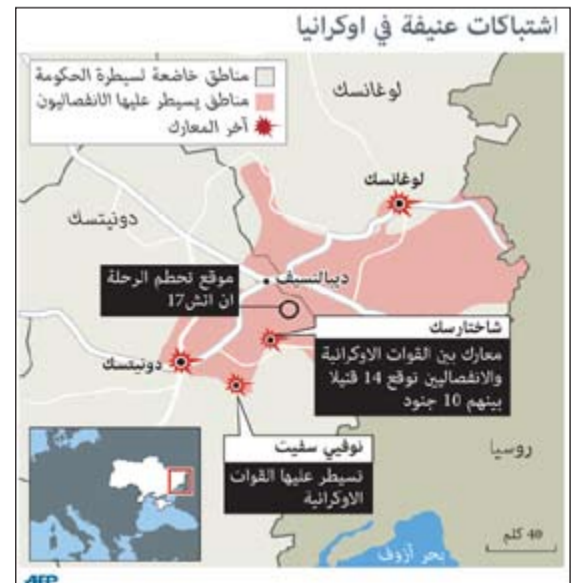 اشتباكات عنيفة في اوكرانيا
مناطق خاضعة لسيطرة الحكومة
مناطق يسيطر عليها الانفصاليون
آخر المعارك
لوغانسك
لوغانسك
دونيتسك
ديبالتسيف
موقع تحطم الرحلة
ان اتش17
شاختارسك
معارك بين القوات الاوكرانية
والانفصاليين توقع 14 قتيلا
بينهم 10 جنود
دونيتسك
نوفيي سفيت
تسيطر عليها القوات
الاوكرانية
روسيا
40 كلم
بحر آزوف
AFP